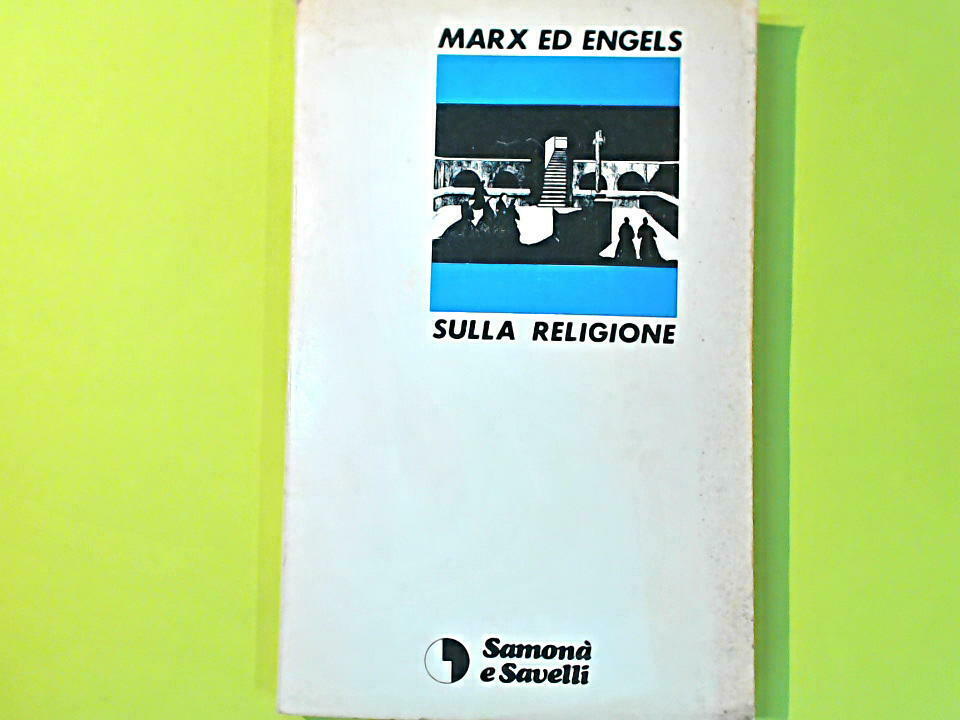 MARX ED ENGELS
SULLA RELIGIONE
Samonà
e Savelli